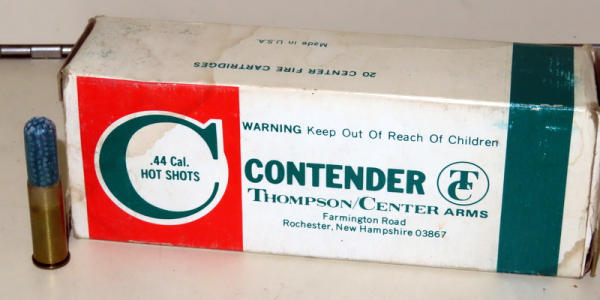 Made in U.S.A.
20 CENTER FIRE CARTRIDGES
WARNING Keep Out Of Reach Of Children
C
.44 Cal.
HOT SHOTS
CONTENDER
TC
THOMPSON/CENTER ARMS
Farmington Road
Rochester, New Hampshire 03867